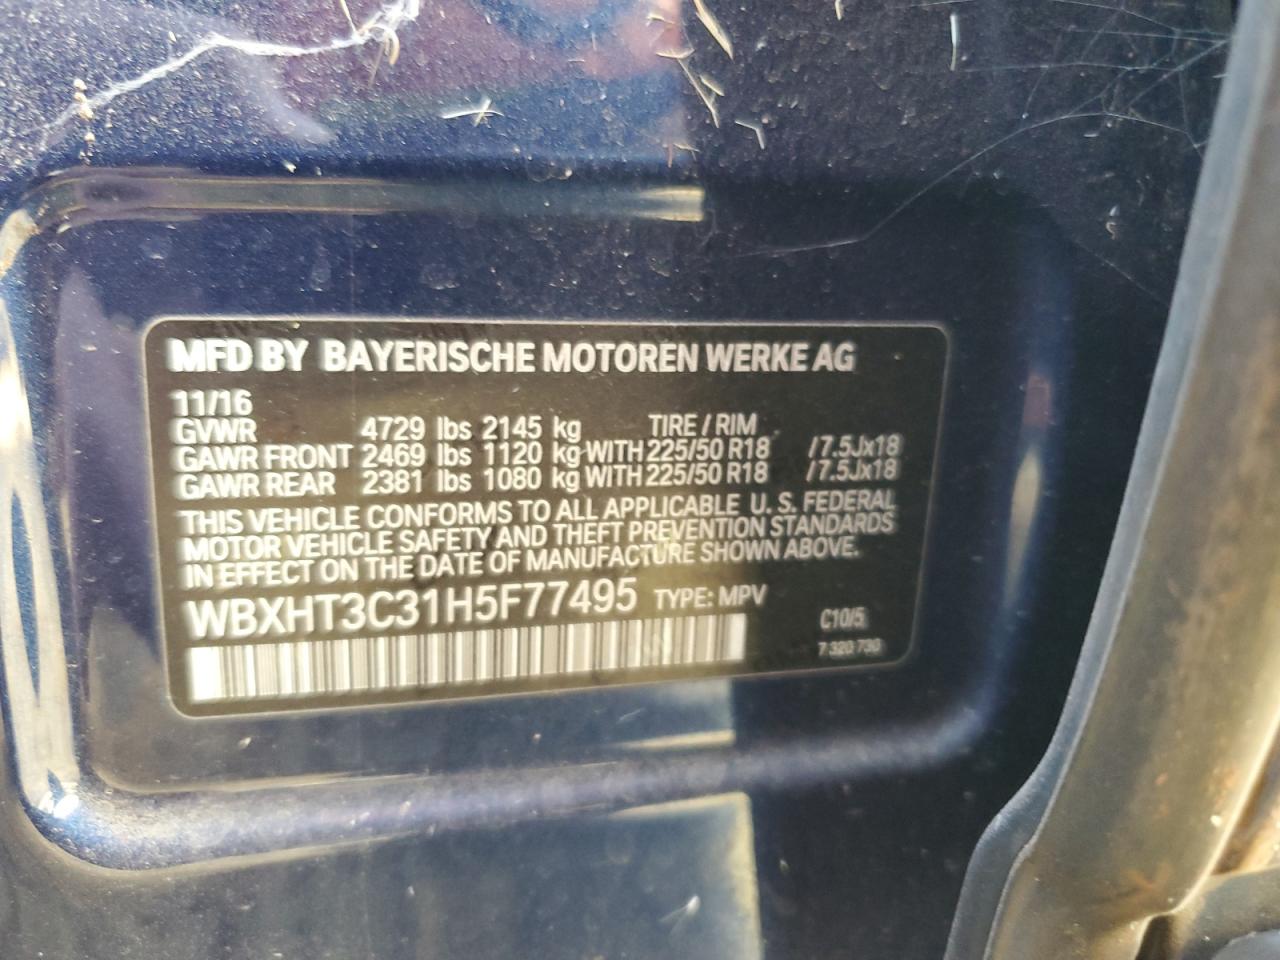 MFD BY BAYERISCHE MOTOREN WERKE AG
11/16
GVWR 4729 lbs 2145 kg TIRE / RIM
GAWR FRONT 2469 lbs 1120 kg WITH 225/50 R18 /7.5Jx18
GAWR REAR 2381 lbs 1080 kg WITH 225/50 R18 /7.5Jx18
THIS VEHICLE CONFORMS TO ALL APPLICABLE U. S. FEDERAL
MOTOR VEHICLE SAFETY AND THEFT PREVENTION STANDARDS
IN EFFECT ON THE DATE OF MANUFACTURE SHOWN ABOVE.
WBXHT3C31H5F77495 TYPE: MPV
C10/5
7 320 730